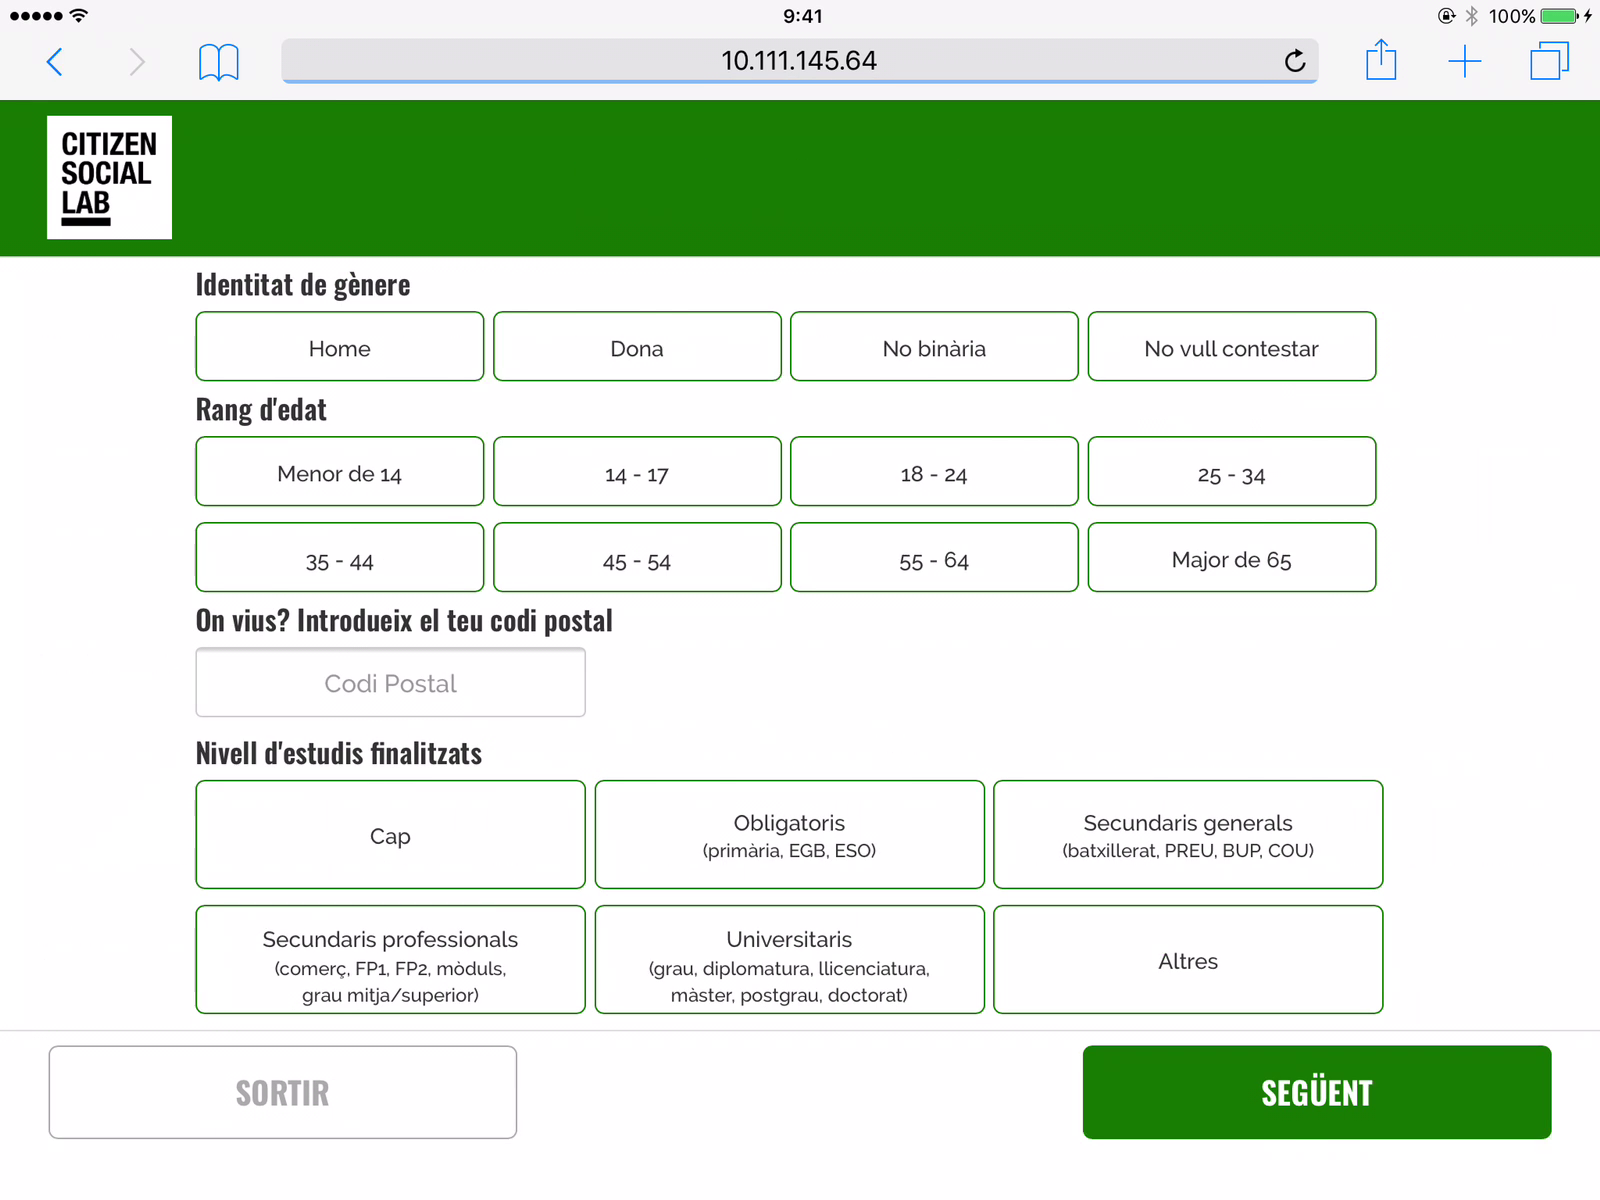 9:41
100%
10.111.145.64
CITIZEN
SOCIAL
LAB
Identitat de gènere
Home
Dona
No binària
No vull contestar
Rang d'edat
Menor de 14
14 - 17
18 - 24
25 - 34
35 - 44
45 - 54
55 - 64
Major de 65
On vius? Introdueix el teu codi postal
Codi Postal
Nivell d'estudis finalitzats
Cap
Obligatoris
(primària, EGB, ESO)
Secundaris generals
(batxillerat, PREU, BUP, COU)
Secundaris professionals
(comerç, FP1, FP2, mòduls,
grau mitja/superior)
Universitaris
(grau, diplomatura, llicenciatura,
màster, postgrau, doctorat)
Altres
SORTIR
SEGÜENT